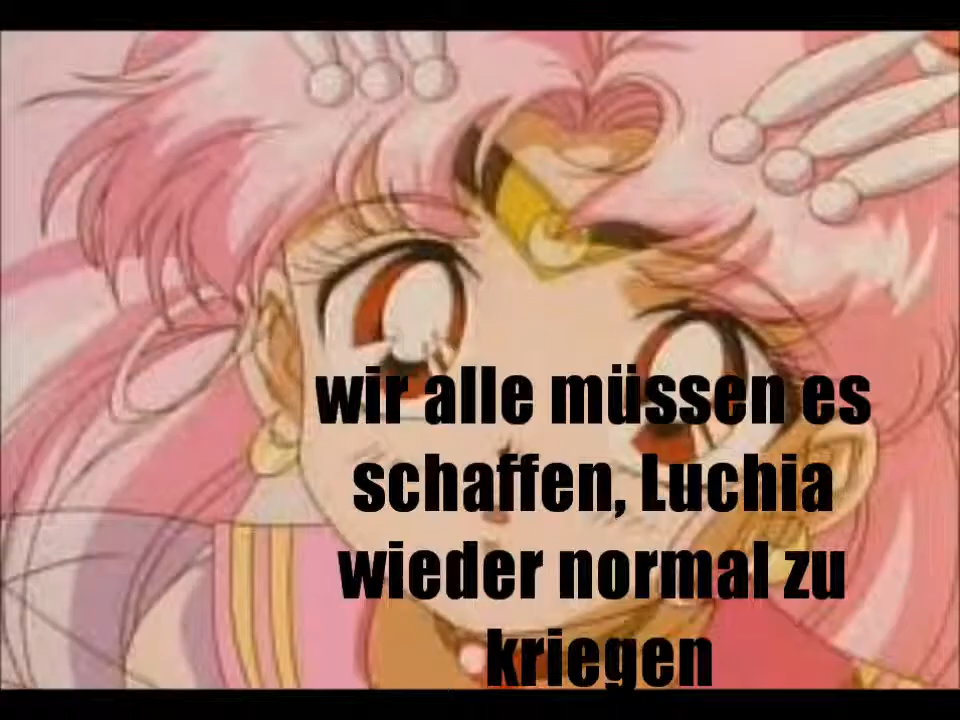 wir alle müssen es
schaffen, Luchia
wieder normal zu
kriegen